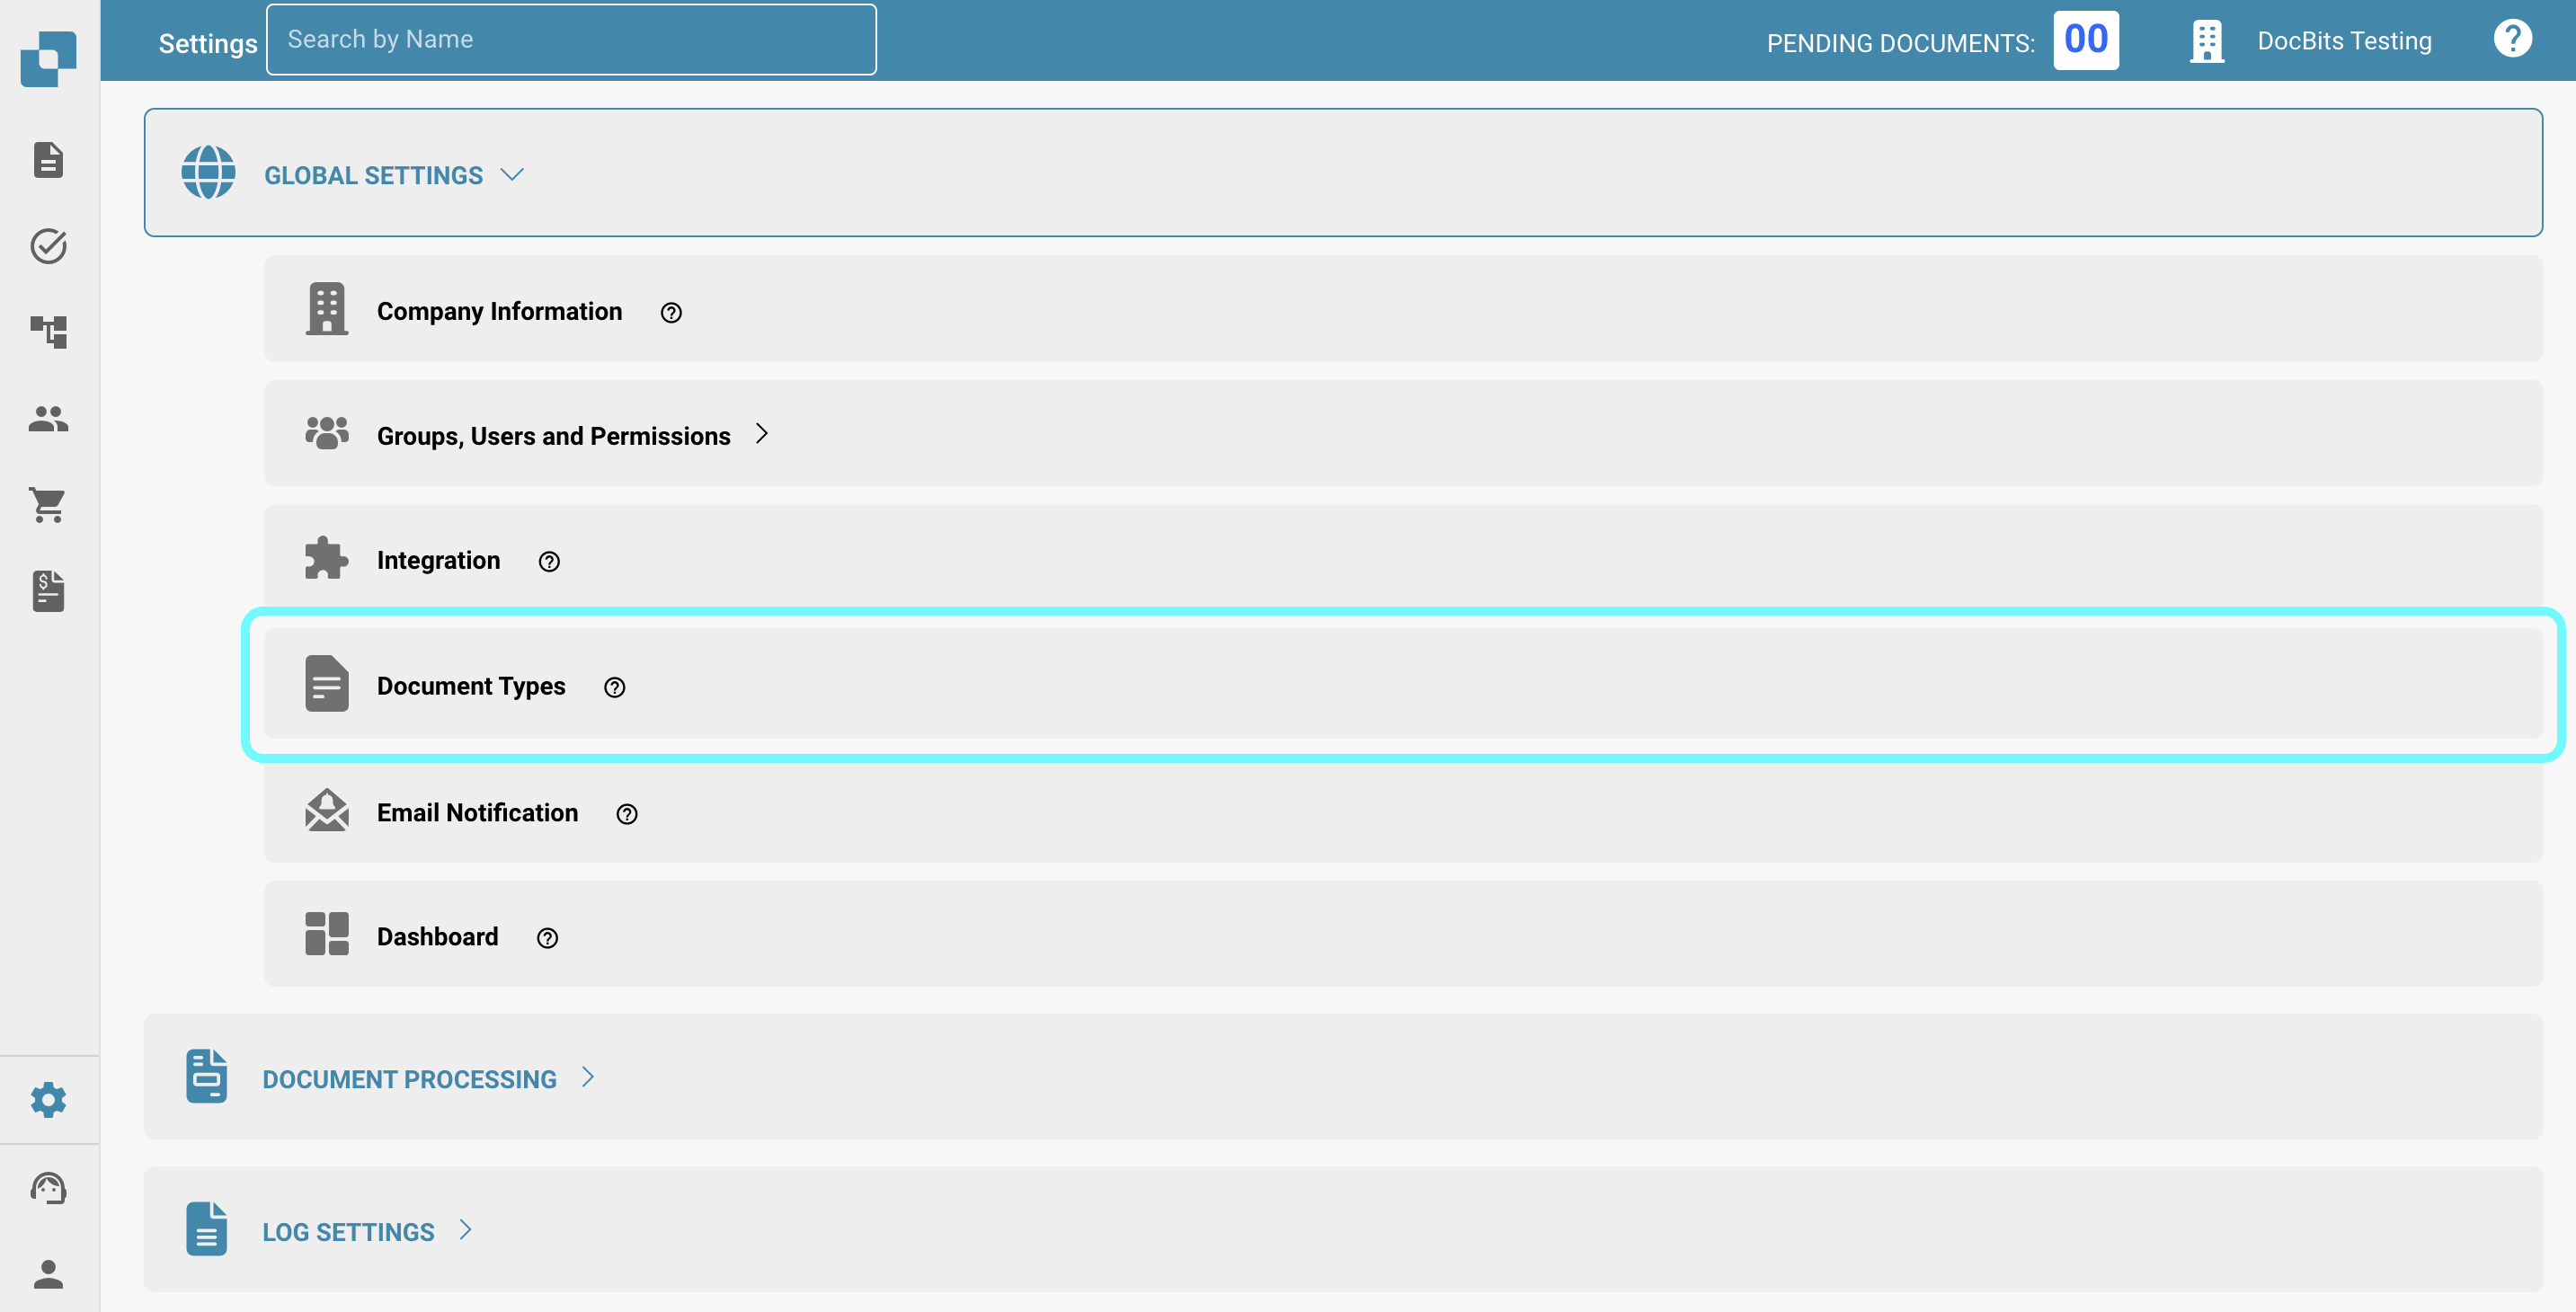 Settings
Search by Name
PENDING DOCUMENTS: 00
DocBits Testing
GLOBAL SETTINGS
Company Information
Groups, Users and Permissions
Integration
Document Types
Email Notification
Dashboard
DOCUMENT PROCESSING
LOG SETTINGS